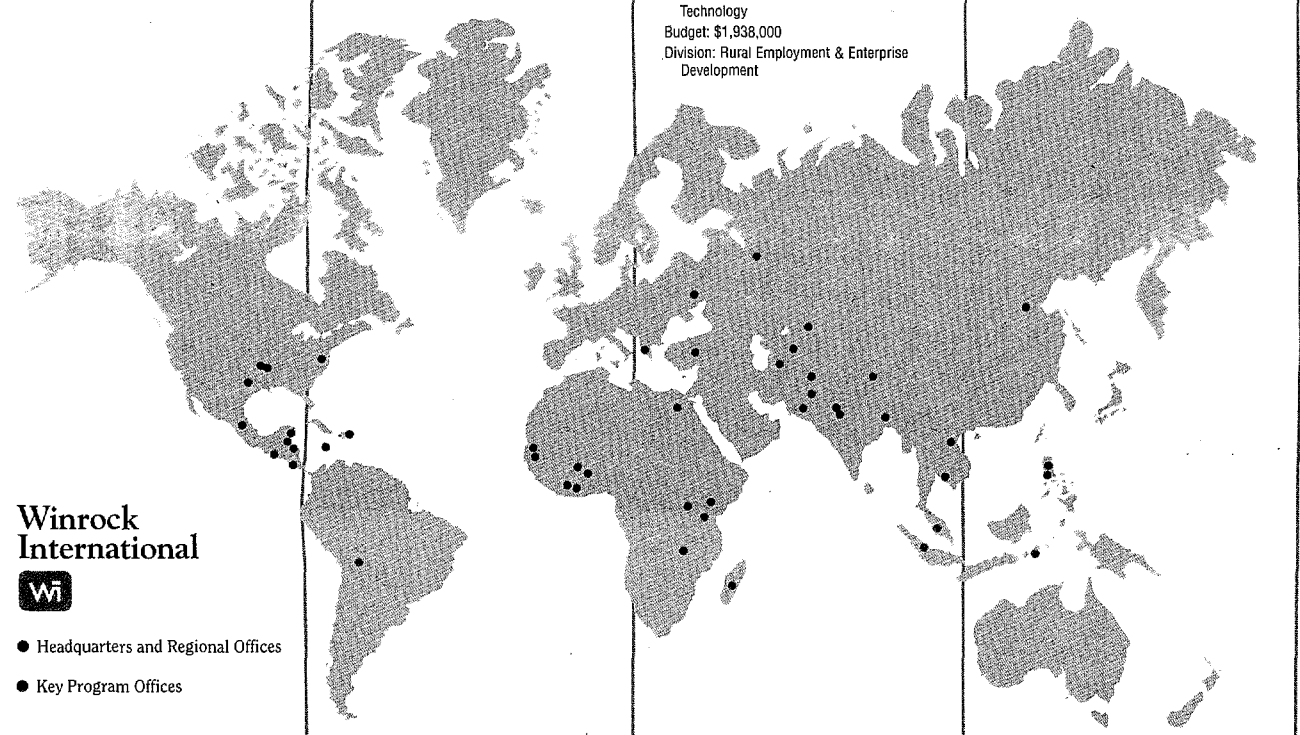 Technology
Budget: $1,938,000
Division: Rural Employment & Enterprise
Development
Winrock
International
Wi
Headquarters and Regional Offices
Key Program Offices